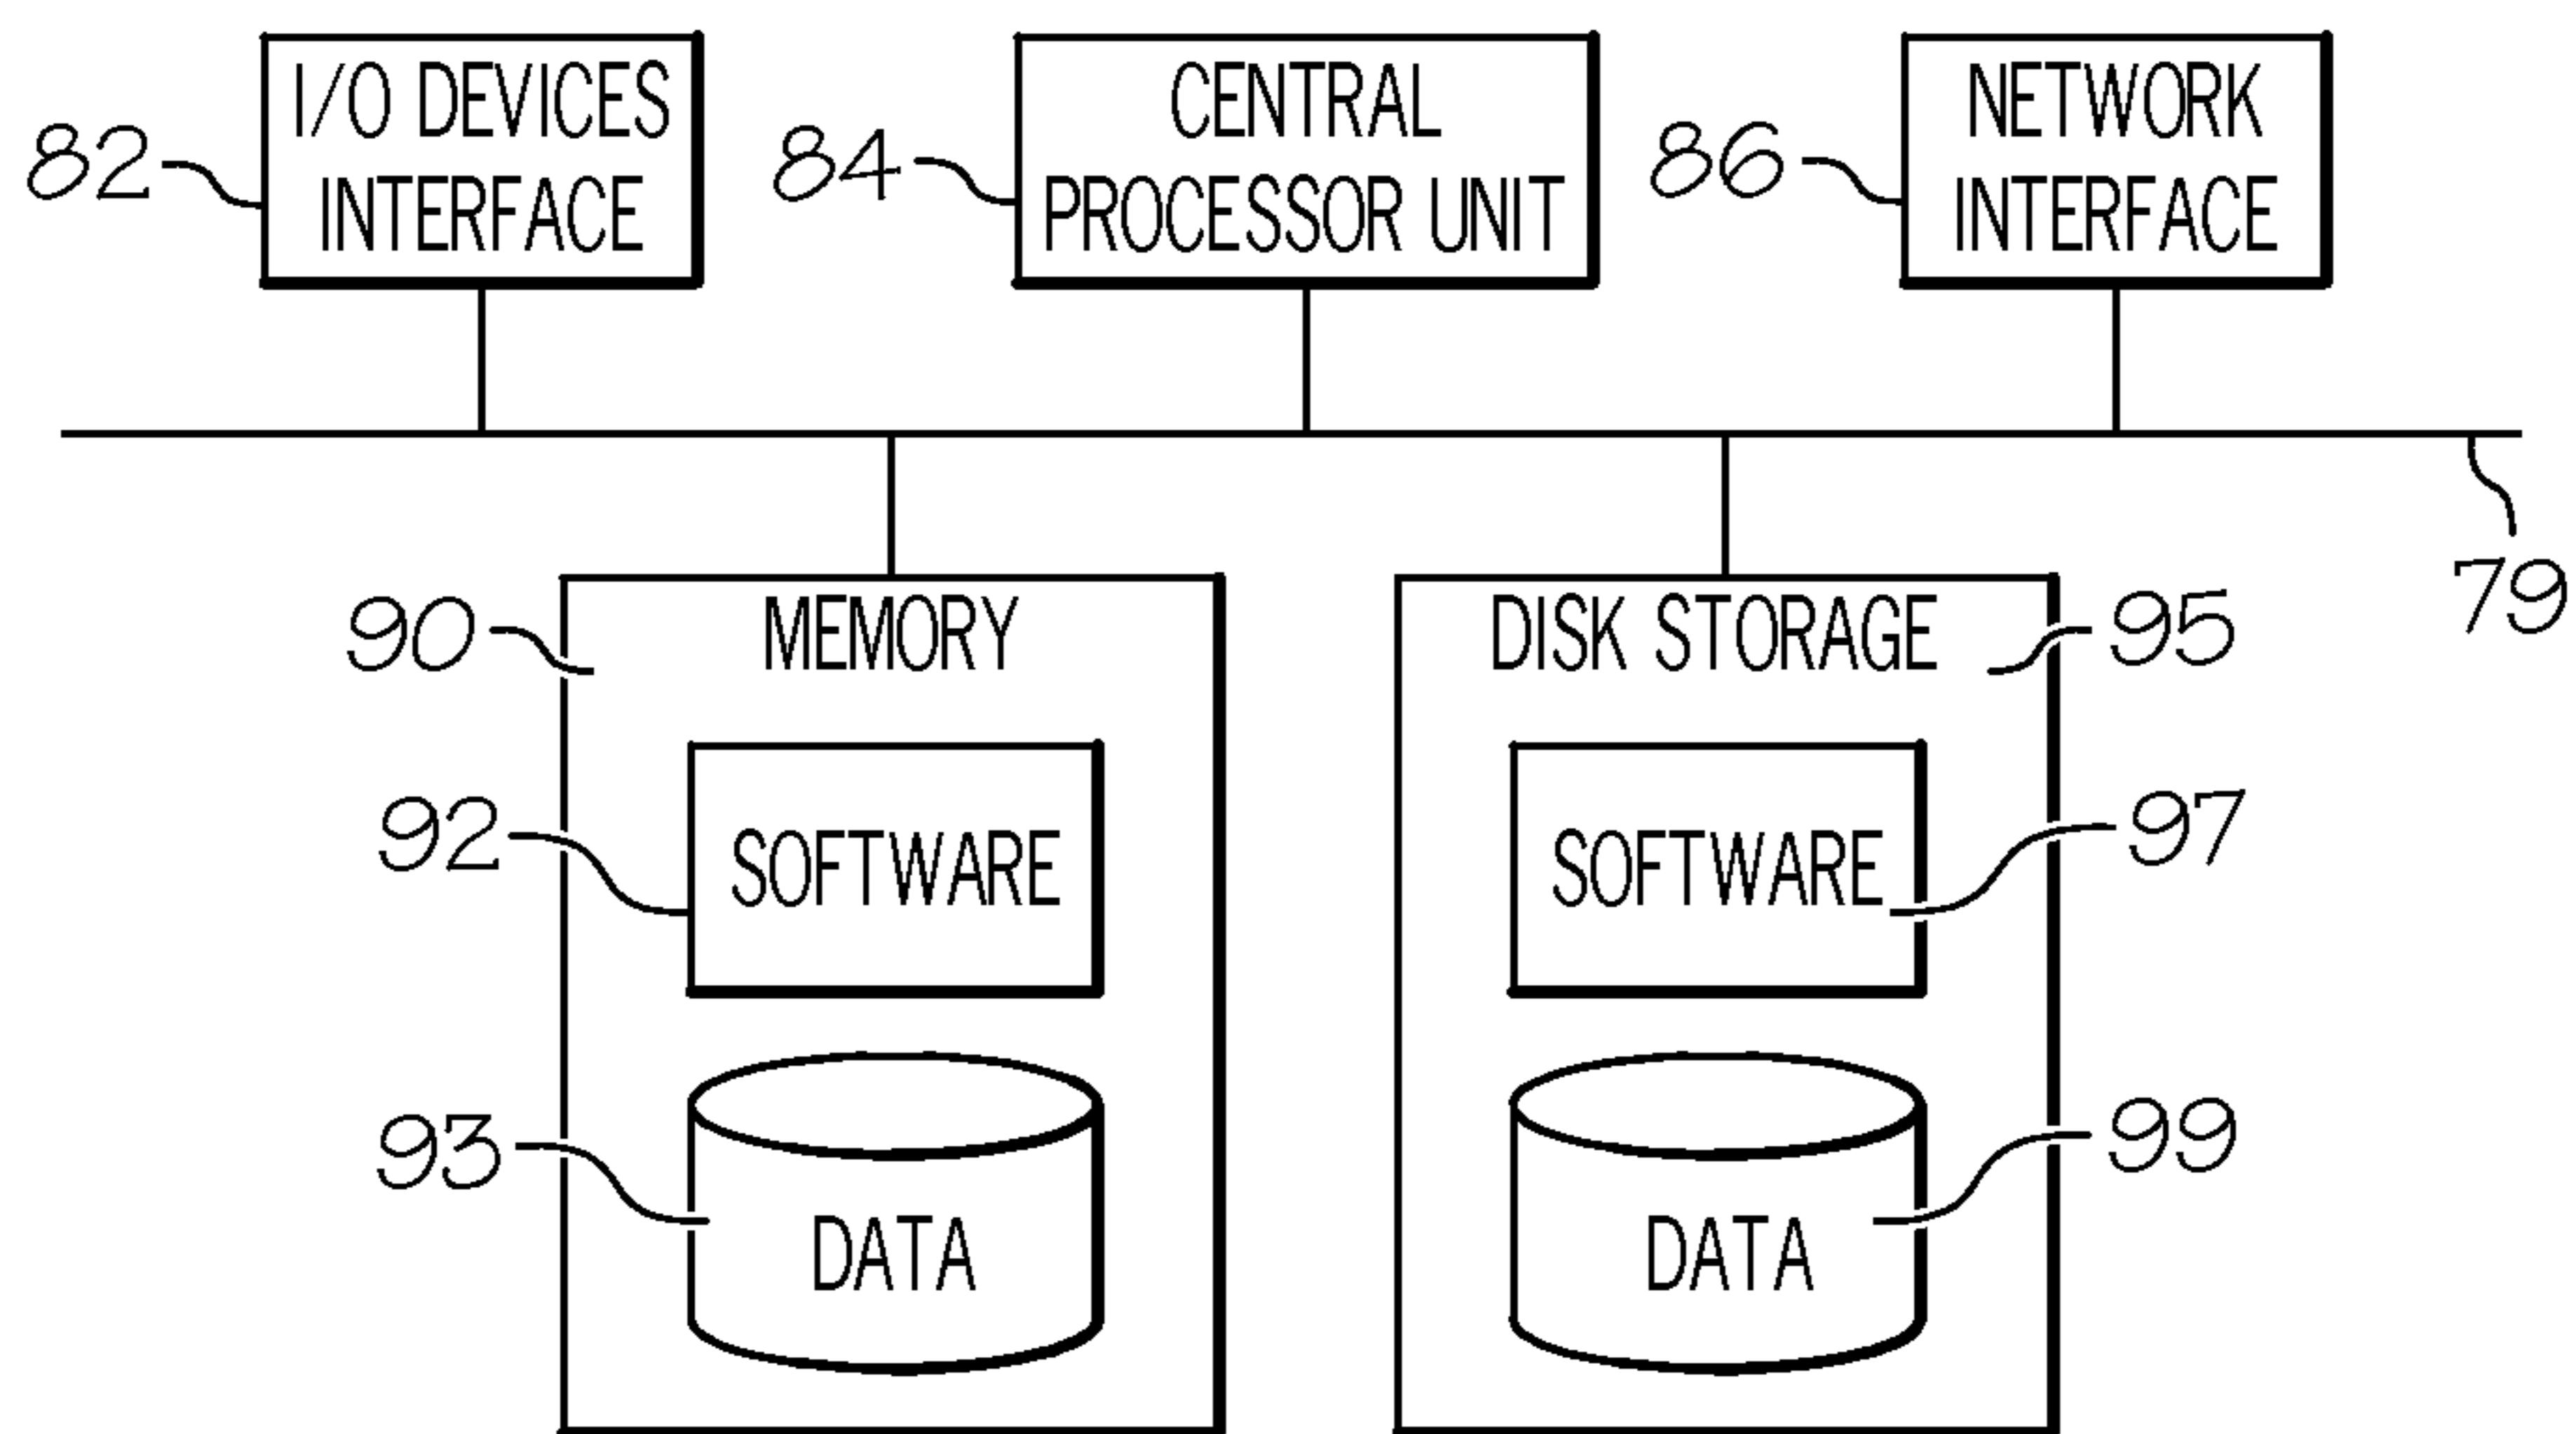 I/O DEVICES
INTERFACE
82
CENTRAL
PROCESSOR UNIT
84
NETWORK
INTERFACE
86
79
MEMORY
90
DISK STORAGE
95
SOFTWARE
92
SOFTWARE
97
DATA
93
DATA
99